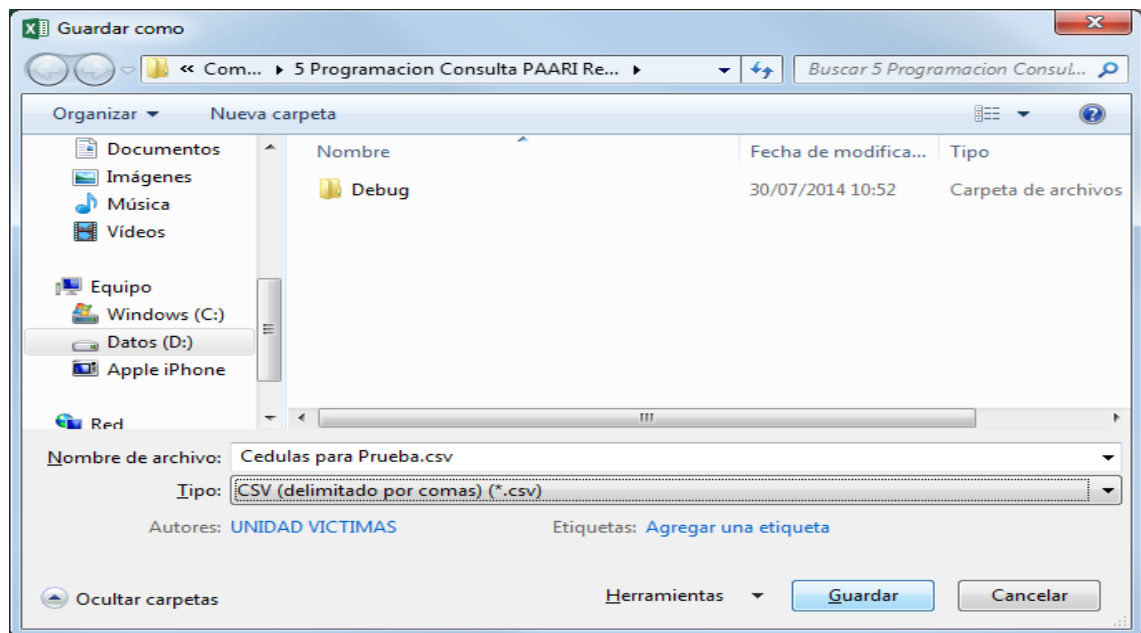 Guardar como
« Com... ▸ 5 Programacion Consulta PAARI Re... ▸ Buscar 5 Programacion Consul...
Organizar Nueva carpeta
Documentos
Imágenes
Música
Vídeos
Equipo
Windows (C:)
Datos (D:)
Apple iPhone
Red
Nombre Fecha de modifica... Tipo
Debug 30/07/2014 10:52 Carpeta de archivos
Nombre de archivo: Cedulas para Prueba.csv
Tipo: CSV (delimitado por comas) (*.csv)
Autores: UNIDAD VICTIMAS Etiquetas: Agregar una etiqueta
Ocultar carpetas Herramientas Guardar Cancelar